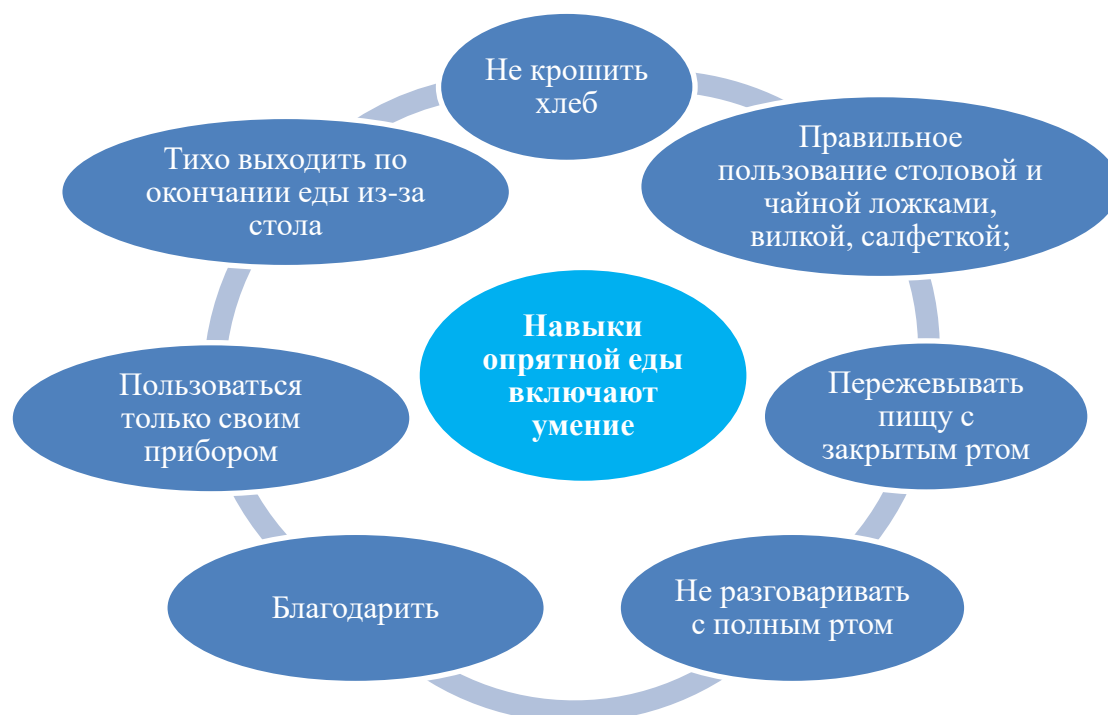 Не крошить
хлеб
Правильное
пользование столовой и
чайной ложками,
вилкой, салфеткой;
Пережевывать
пищу с
закрытым ртом
Не разговаривать
с полным ртом
Благодарить
Пользоваться
только своим
прибором
Тихо выходить по
окончании еды из-за
стола
Навыки
опрятной еды
включают
умение